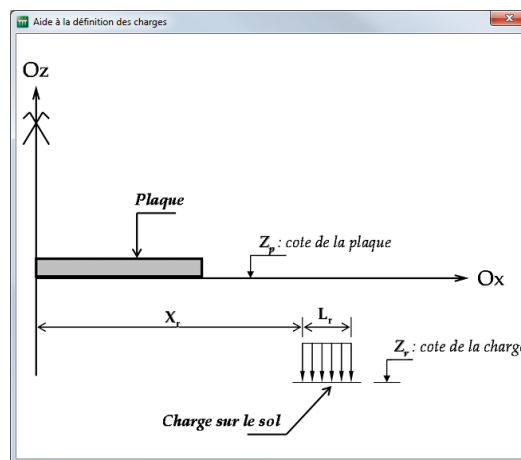 Aide à la définition des charges
Oz
Plaque
Zp : cote de la plaque
Ox
Xr
Lr
Zr : cote de la charge
Charge sur le sol